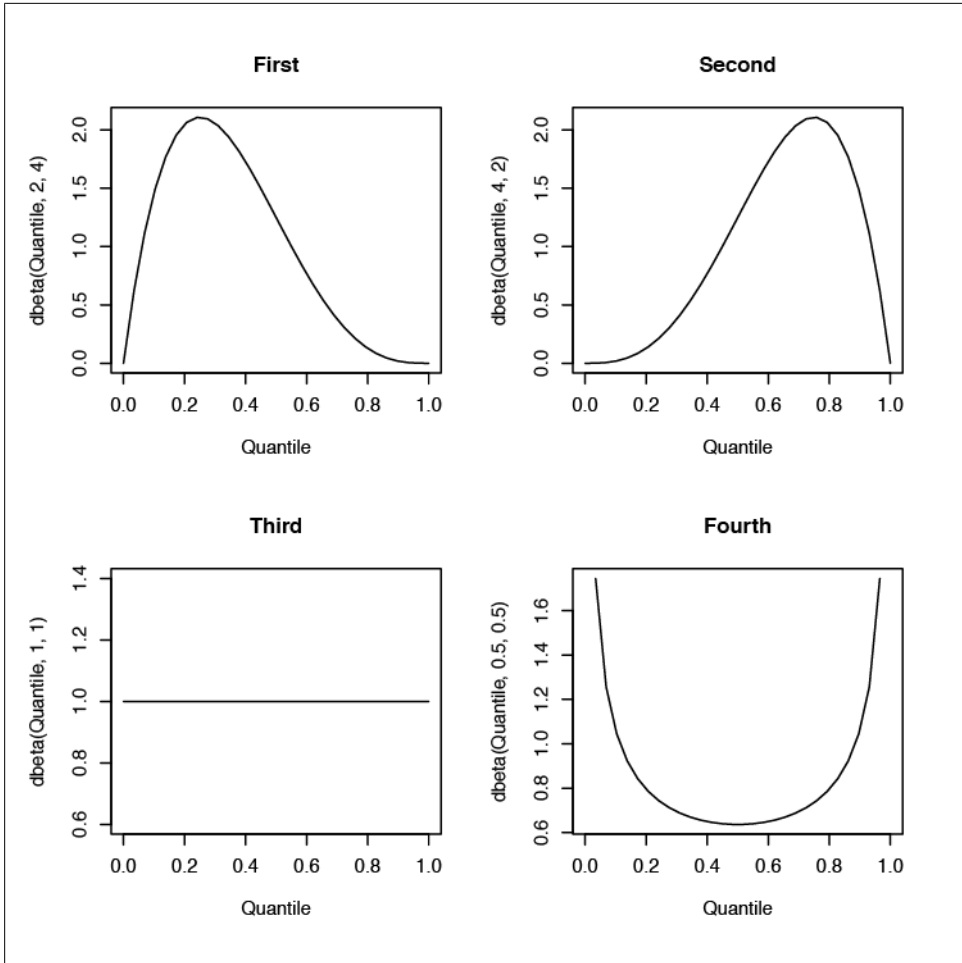 First
dbeta(Quantile, 2, 4)
0.0 0.5 1.0 1.5 2.0
0.0 0.2 0.4 0.6 0.8 1.0
Quantile
Second
dbeta(Quantile, 4, 2)
0.0 0.5 1.0 1.5 2.0
0.0 0.2 0.4 0.6 0.8 1.0
Quantile
Third
dbeta(Quantile, 1, 1)
0.6 0.8 1.0 1.2 1.4
0.0 0.2 0.4 0.6 0.8 1.0
Quantile
Fourth
dbeta(Quantile, 0.5, 0.5)
0.6 0.8 1.0 1.2 1.4 1.6
0.0 0.2 0.4 0.6 0.8 1.0
Quantile